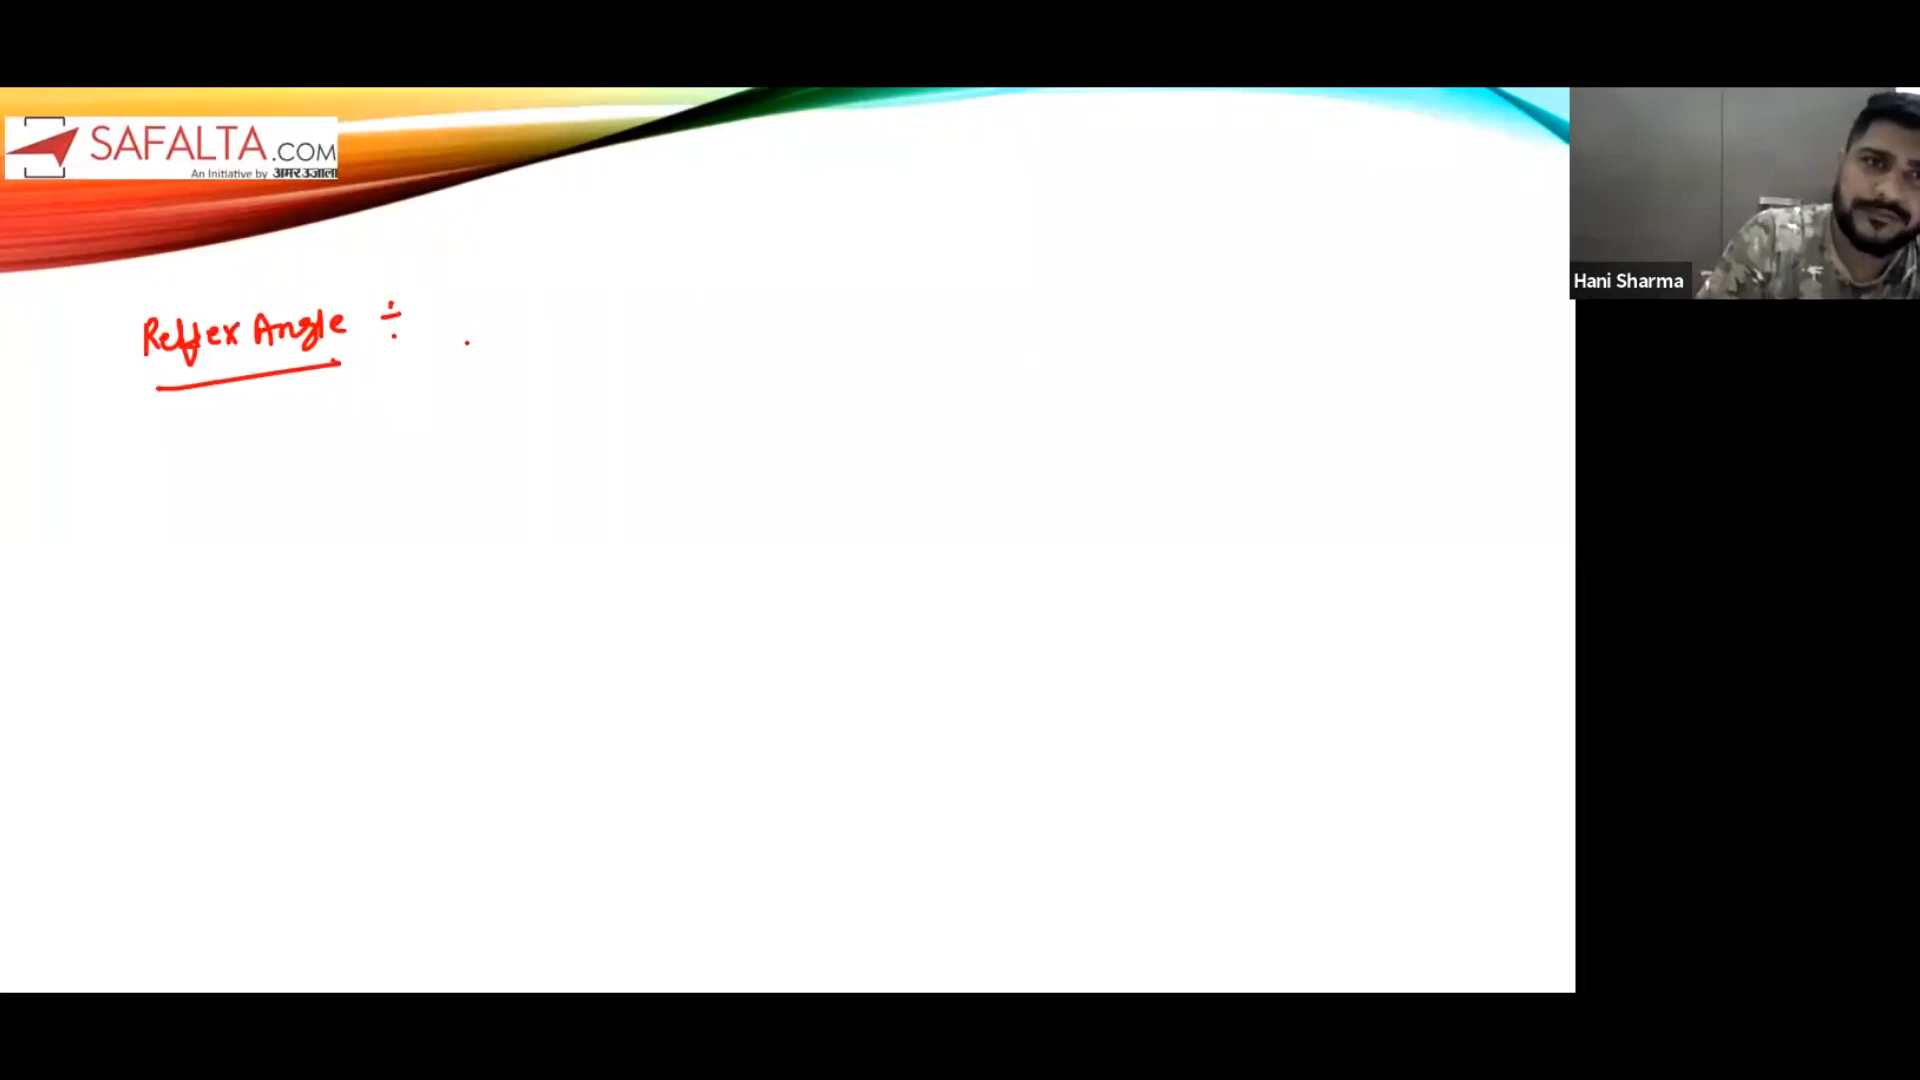 SAFALTA.COM
An Initiative by अमर उजाला
Hani Sharma
Reflex Angle ÷